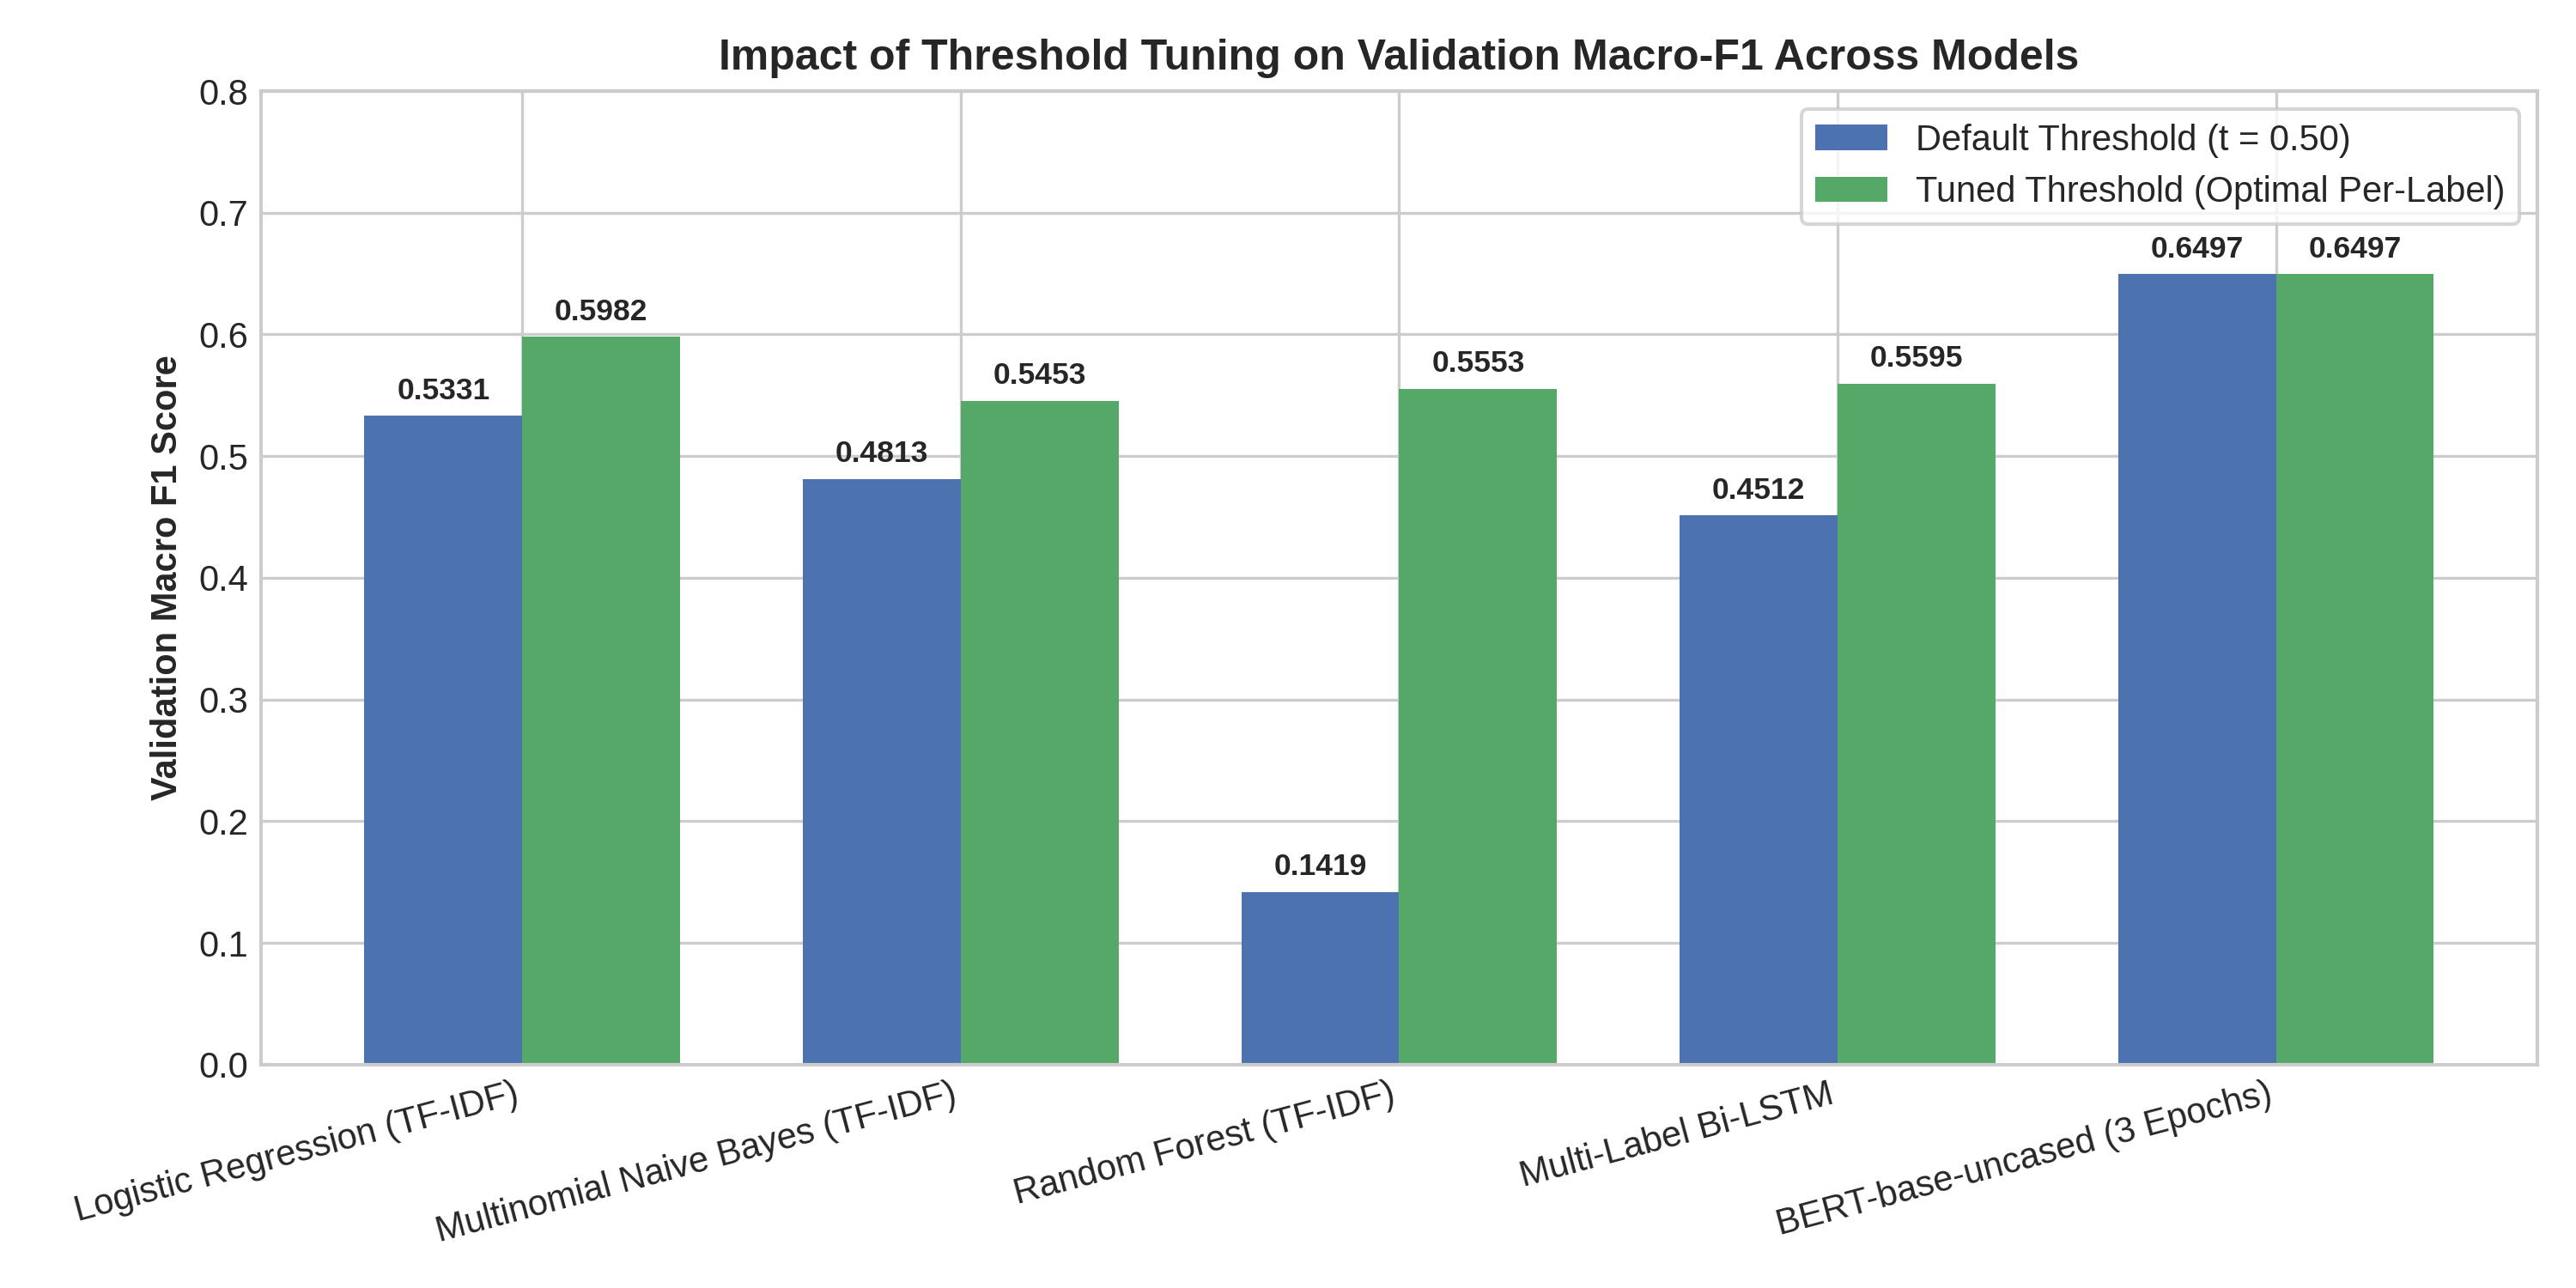 Impact of Threshold Tuning on Validation Macro-F1 Across Models
Default Threshold (t = 0.50)
Tuned Threshold (Optimal Per-Label)
Validation Macro F1 Score
0.8
0.7
0.6
0.5
0.4
0.3
0.2
0.1
0.0
0.5331
0.5982
0.4813
0.5453
0.1419
0.5553
0.4512
0.5595
0.6497
0.6497
Logistic Regression (TF-IDF)
Multinomial Naive Bayes (TF-IDF)
Random Forest (TF-IDF)
Multi-Label Bi-LSTM
BERT-base-uncased (3 Epochs)